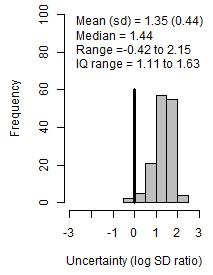 Mean (sd) = 1.35 (0.44)
Median = 1.44
Range =-0.42 to 2.15
IQ range = 1.11 to 1.63
Frequency
100
80
60
40
20
0
-3 -1 0 1 2 3
Uncertainty (log SD ratio)